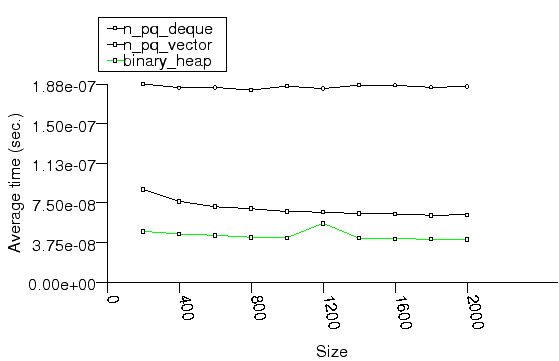 n_pq_deque
n_pq_vector
binary_heap
1.88e-07
1.50e-07
1.13e-07
7.50e-08
3.75e-08
0.00e+00
Average time (sec.)
0
400
800
1200
1600
2000
Size